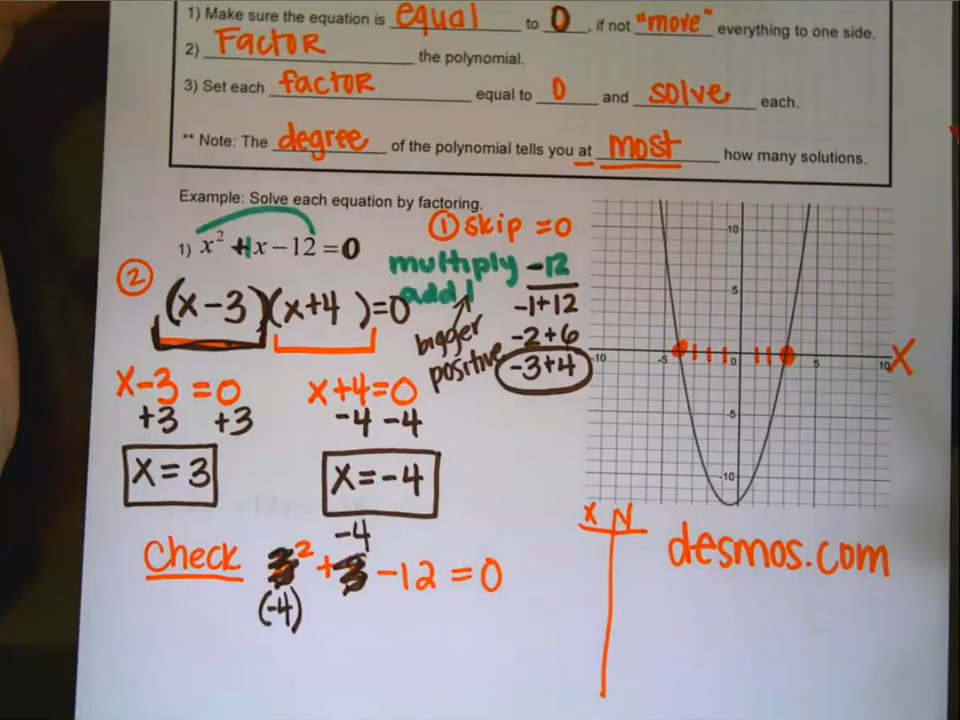 1) Make sure the equation is equal to 0, if not "move" everything to one side.
2) Factor the polynomial.
3) Set each factor equal to 0 and solve each.
** Note: The degree of the polynomial tells you at most how many solutions.
Example: Solve each equation by factoring.
① skip =0
1) x² + 1x − 12 = 0
multiply -12
add 1
②
(x-3)(x+4)=0
-1+12
-2+6
-3+4
bigger
positive
x-3=0
+3 +3
x=3
x+4=0
-4 -4
x=-4
10
5
-10 -5 0 5 10 X
-5
-10
X N
desmos.com
-4
Check 3² + 3 -12 = 0
(-4)